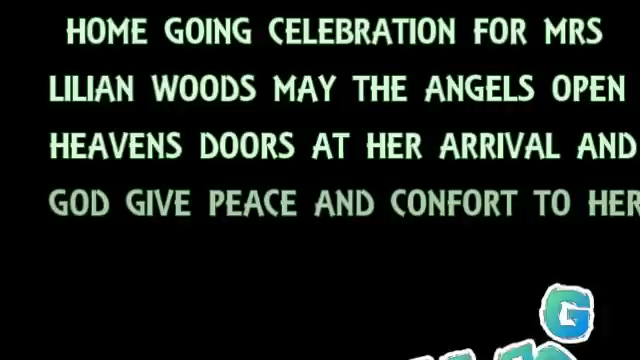 HOME GOING CELEBRATION FOR MRS
LILIAN WOODS MAY THE ANGELS OPEN
HEAVENS DOORS AT HER ARRIVAL AND
GOD GIVE PEACE AND CONFORT TO HER
G